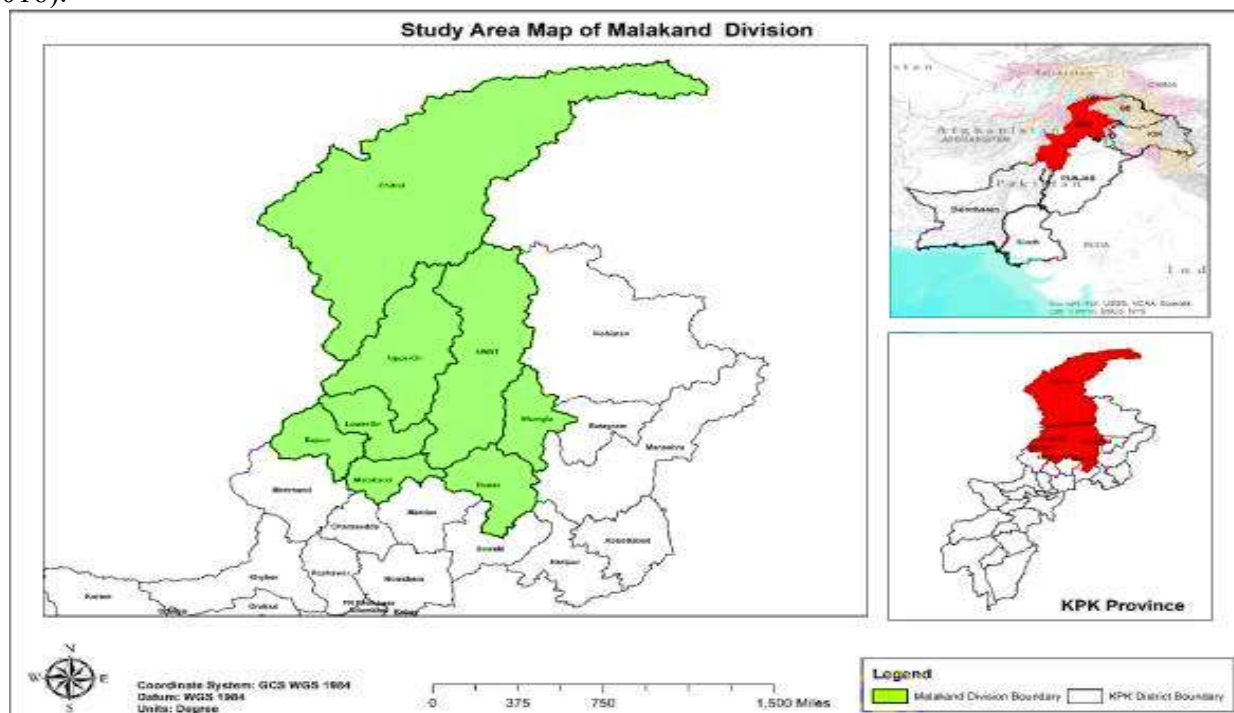 Study Area Map of Malakand Division
Upper Dir
SWAT
Kohistan
Lower Dir
Shangla
Bajaur
Batagram
Mansehra
Malakand
Buner
Mohmand
Mardan
Charsadda
Swabi
Abbottabad
Haripur
Peshawar
Nowshera
Khyber
Kurram
Orakzai
Afghanistan
AFGHANISTAN
PUNJAB
Pakistan
Balochistan
Sindh
INDIA
Ind
KPK Province
N
W
E
S
Coordinate System: GCS WGS 1984
Datum: WGS 1984
Units: Degree
0 375 750 1,500 Miles
Legend
Malakand Division Boundary
KPK District Boundary